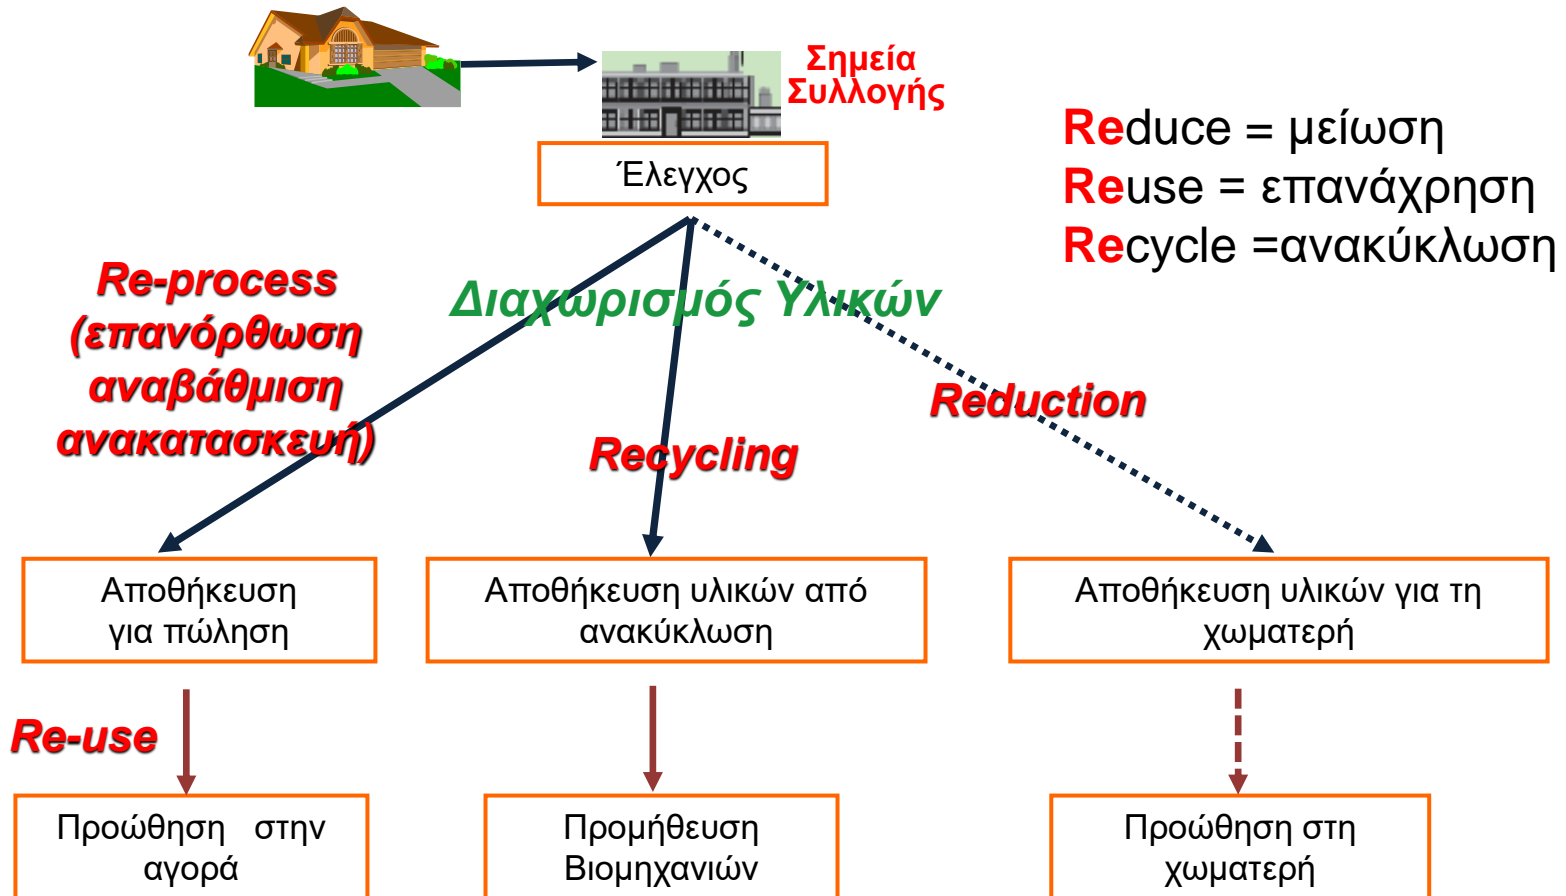 Σημεία
Συλλογής
Reduce = μείωση
Reuse = επανάχρηση
Recycle =ανακύκλωση
Έλεγχος
Re-process
(επανόρθωση
αναβάθμιση
ανακατασκευή)
Διαχωρισμός Υλικών
Reduction
Recycling
Αποθήκευση
για πώληση
Αποθήκευση υλικών από
ανακύκλωση
Αποθήκευση υλικών για τη
χωματερή
Re-use
Προώθηση στην
αγορά
Προμήθευση
Βιομηχανιών
Προώθηση στη
χωματερή